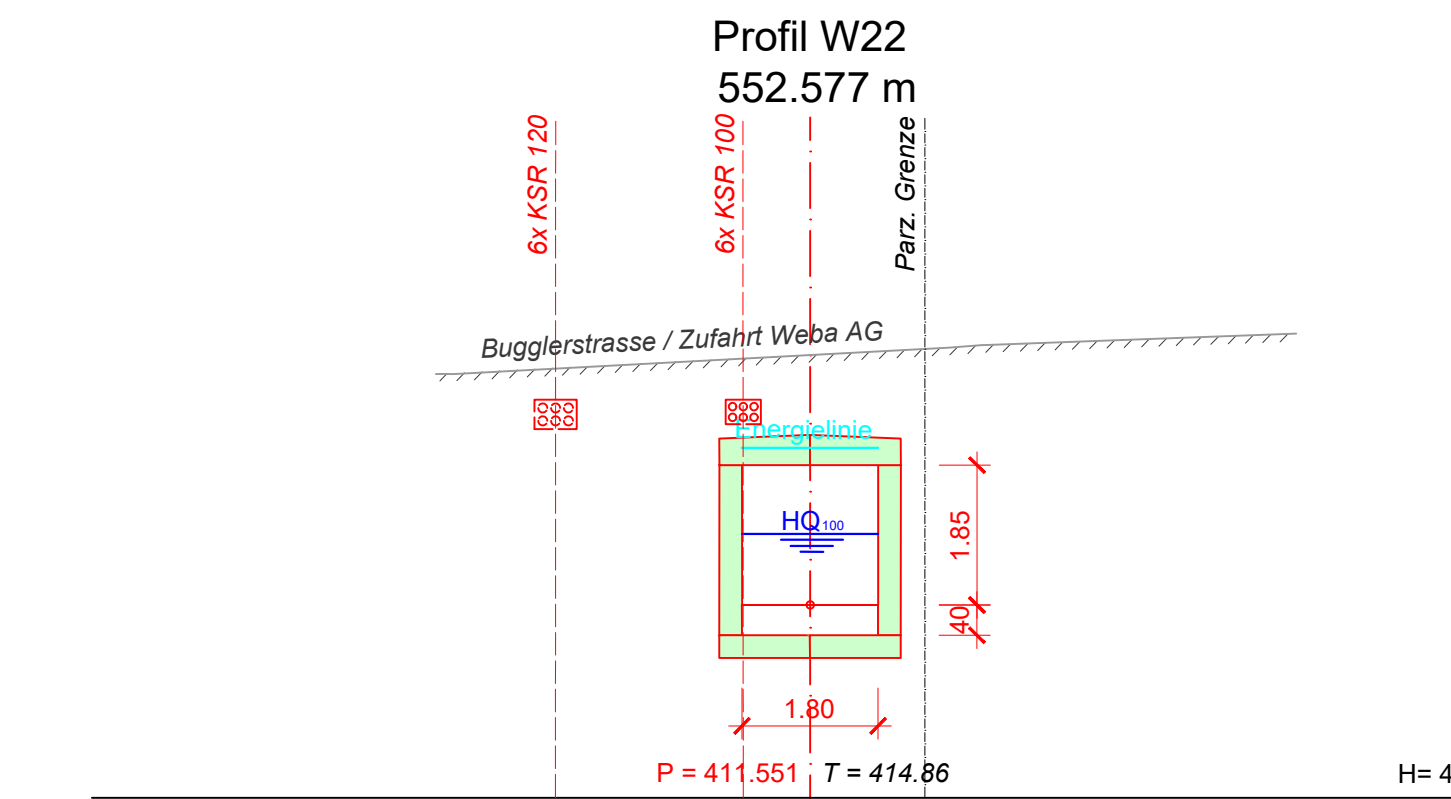 Profil W22
552.577 m
6x KSR 120
6x KSR 100
Parz. Grenze
Bugglerstrasse / Zufahrt Weba AG
Energielinie
HQ100
1.85
40
1.80
P = 411.551
T = 414.86
H= 4